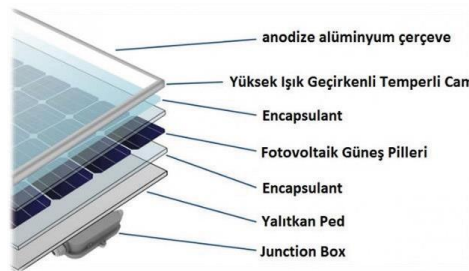 anodize alüminyum çerçeve
Yüksek Işık Geçirkenli Temperli Cam
Encapsulant
Fotovoltaik Güneş Pilleri
Encapsulant
Yalıtkan Ped
Junction Box